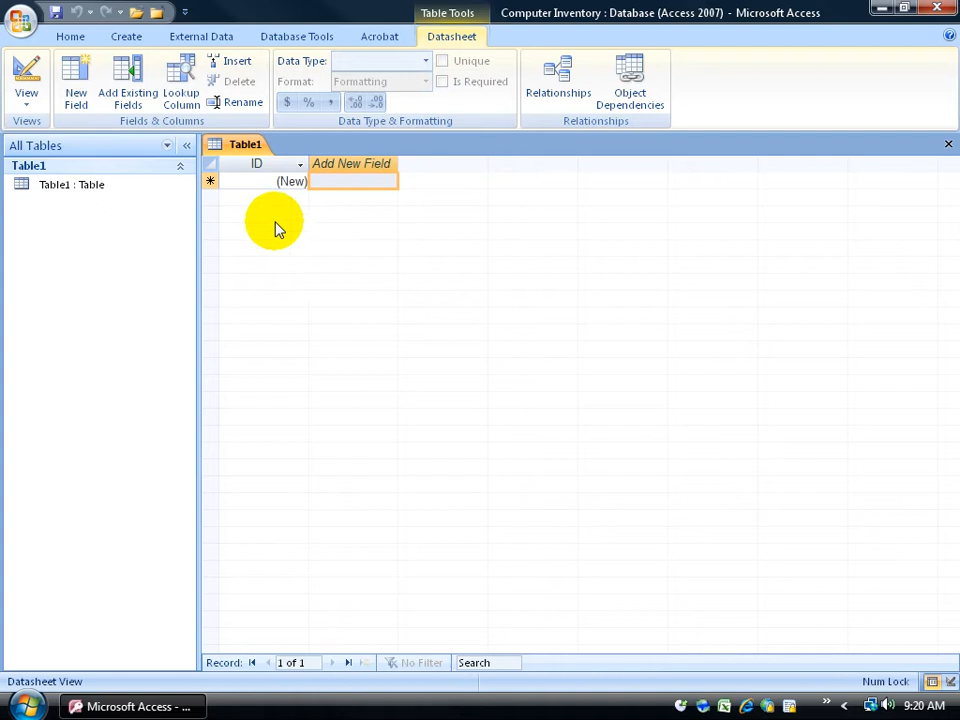 Table Tools
Computer Inventory : Database (Access 2007) - Microsoft Access
Home Create External Data Database Tools Acrobat Datasheet
View
Views
New Field
Add Existing Fields
Lookup Column
Insert
Delete
Rename
Fields & Columns
Data Type:
Format: Formatting
$ % ,
Unique
Is Required
Data Type & Formatting
Relationships
Object Dependencies
Relationships
All Tables
«
Table1
Table1 : Table
Table1
ID Add New Field
(New)
Record: 1 of 1 No Filter Search
Datasheet View
Num Lock
Microsoft Access - ...
9:20 AM